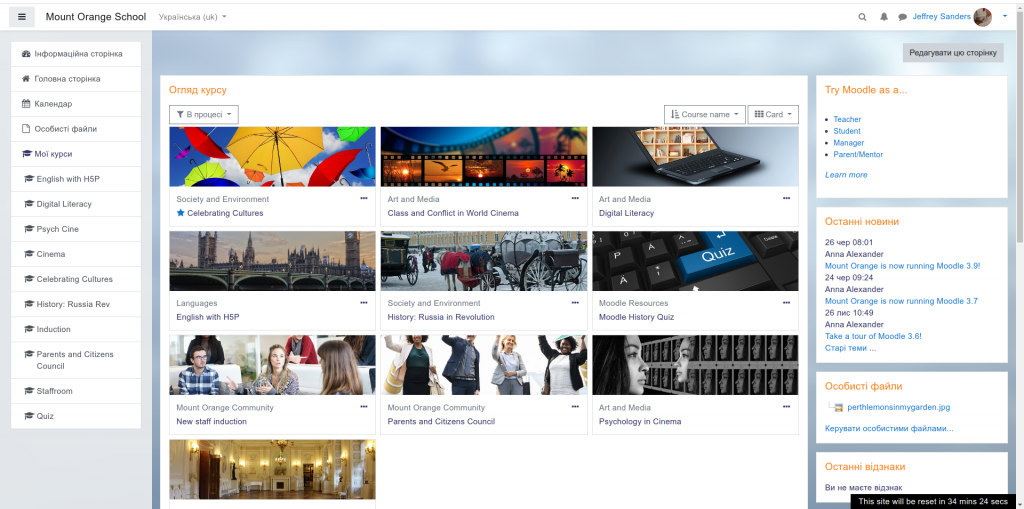 Mount Orange School
Українська (uk)
Jeffrey Sanders
Інформаційна сторінка
Головна сторінка
Календар
Особисті файли
Мої курси
English with H5P
Digital Literacy
Psych Cine
Cinema
Celebrating Cultures
History: Russia Rev
Induction
Parents and Citizens
Council
Staffroom
Quiz
Редагувати цю сторінку
Огляд курсу
В процесі
Course name
Card
Society and Environment
Celebrating Cultures
Art and Media
Class and Conflict in World Cinema
Art and Media
Digital Literacy
Quiz
Languages
English with H5P
Society and Environment
History: Russia in Revolution
Moodle Resources
Moodle History Quiz
Mount Orange Community
New staff induction
Mount Orange Community
Parents and Citizens Council
Art and Media
Psychology in Cinema
Try Moodle as a...
Teacher
Student
Manager
Parent/Mentor
Learn more
Останні новини
26 чер 08:01
Anna Alexander
Mount Orange is now running Moodle 3.9!
24 чер 09:24
Anna Alexander
Mount Orange is now running Moodle 3.7
26 лис 10:49
Anna Alexander
Take a tour of Moodle 3.6!
Старі теми ...
Особисті файли
perthlemonsinmygarden.jpg
Керувати особистими файлами...
Останні відзнаки
Ви не маєте відзнак
This site will be reset in 34 mins 24 secs